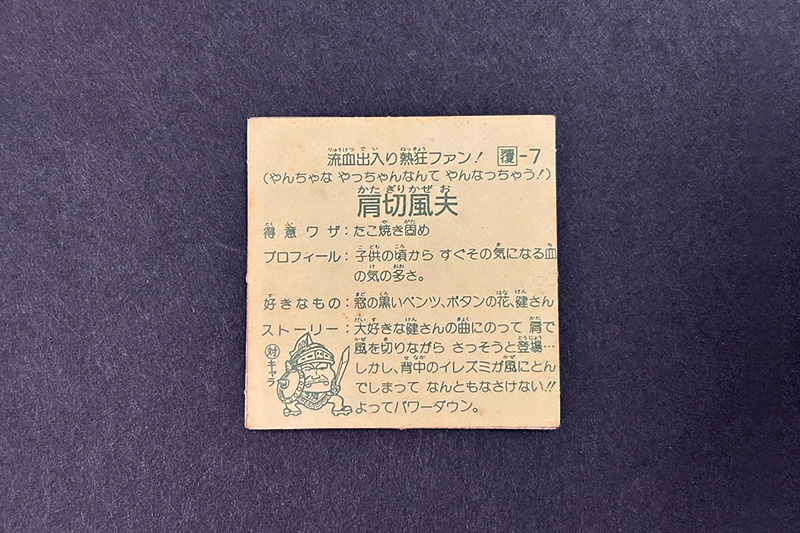 流血出入り熱狂ファン! 覆-7
(やんちゃな やっちゃんなんて やんなっちゃう!)
肩切風夫
得意ワザ:たこ焼き固め
プロフィール:子供の頃から すぐその気になる血
の気の多さ。
好きなもの:窓の黒いベンツ、ボタンの花、健さん
ストーリー:大好きな健さんの曲にのって 肩で
風を切りながら さっそうと登場…
しかし、背中のイレズミが風にとん
でしまって なんともなさけない!!
よってパワーダウン。
対キャラ